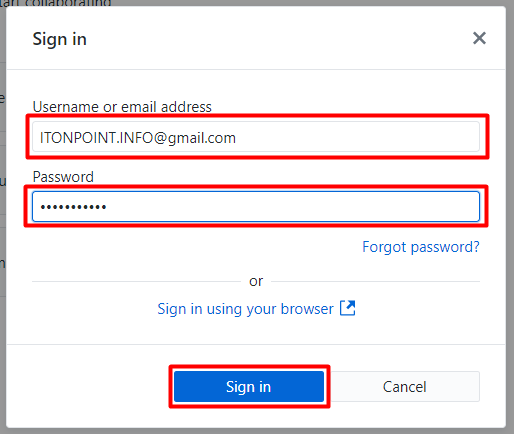 Sign in
Username or email address
ITONPOINT.INFO@gmail.com
Password
•••••••••••
Forgot password?
or
Sign in using your browser
Sign in
Cancel